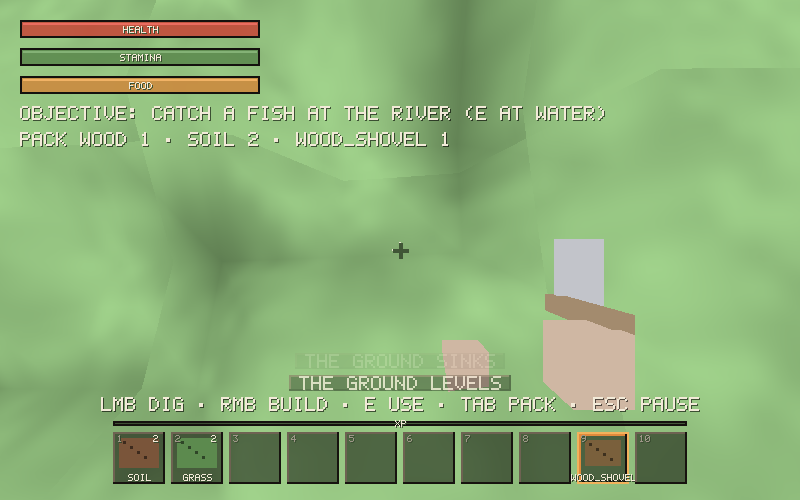 HEALTH
STAMINA
FOOD
OBJECTIVE: CATCH A FISH AT THE RIVER (E AT WATER)
PACK WOOD 1 · SOIL 2 · WOOD_SHOVEL 1
THE GROUND SINKS
THE GROUND LEVELS
LMB DIG · RMB BUILD · E USE · TAB PACK · ESC PAUSE
XP
1 2 2 2 3 4 5 6 7 8 9 10
SOIL GRASS WOOD_SHOVEL